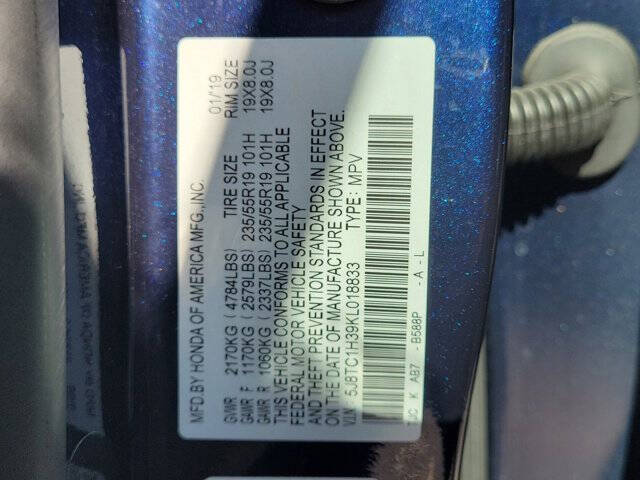 MFD.BY HONDA OF AMERICA MFG.,INC. 01/'19
GVWR 2170KG ( 4784LBS) TIRE SIZE RIM SIZE
GAWR F 1170KG ( 2579LBS) 235/55R19 101H 19X8.0J
GAWR R 1060KG ( 2337LBS) 235/55R19 101H 19X8.0J
THIS VEHICLE CONFORMS TO ALL APPLICABLE
FEDERAL MOTOR VEHICLE SAFETY
AND THEFT PREVENTION STANDARDS IN EFFECT
ON THE DATE OF MANUFACTURE SHOWN ABOVE.
V.I.N. 5J8TC1H39KL018833 TYPE: MPV
K AB7 - B588P - A - L